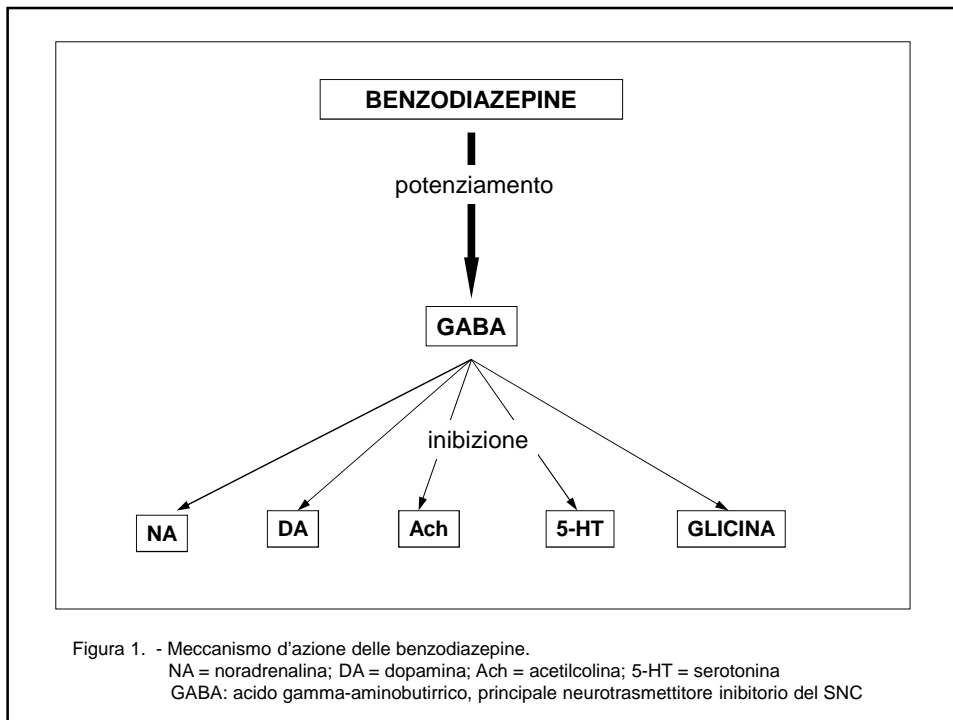 BENZODIAZEPINE
potenziamento
GABA
inibizione
NA DA Ach 5-HT GLICINA
Figura 1. - Meccanismo d'azione delle benzodiazepine.
NA = noradrenalina; DA = dopamina; Ach = acetilcolina; 5-HT = serotonina
GABA: acido gamma-aminobutirrico, principale neurotrasmettitore inibitorio del SNC